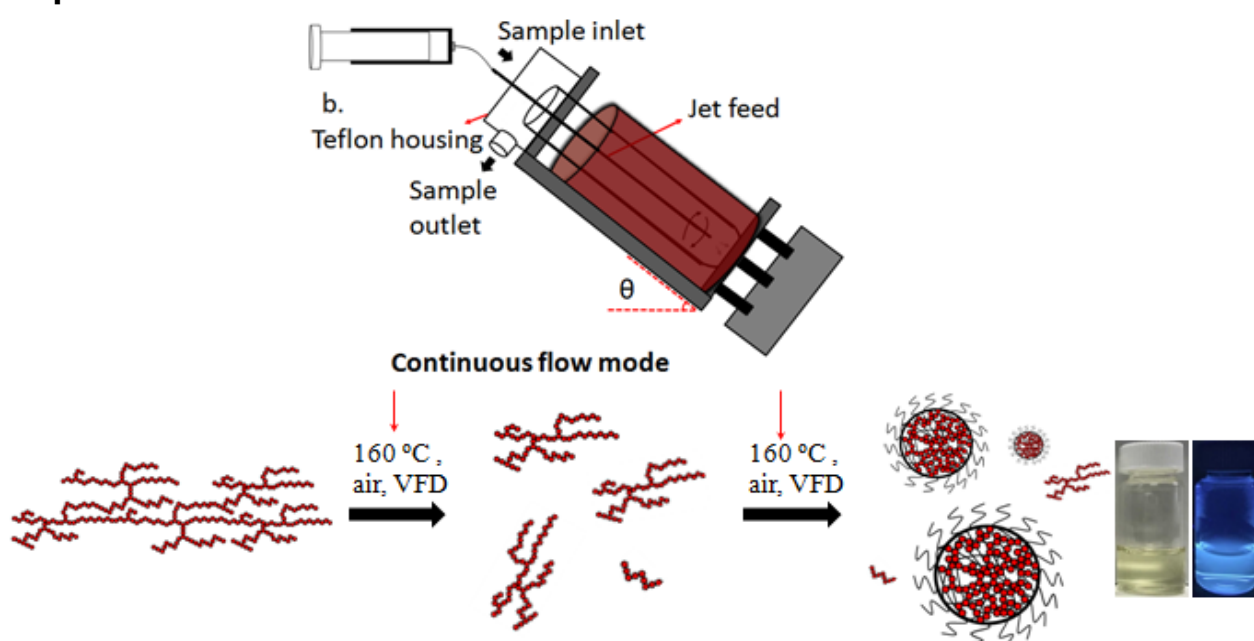 Sample inlet
b.
Jet feed
Teflon housing
Sample
outlet
θ
Continuous flow mode
160 ºC ,
air, VFD
160 ºC ,
air, VFD